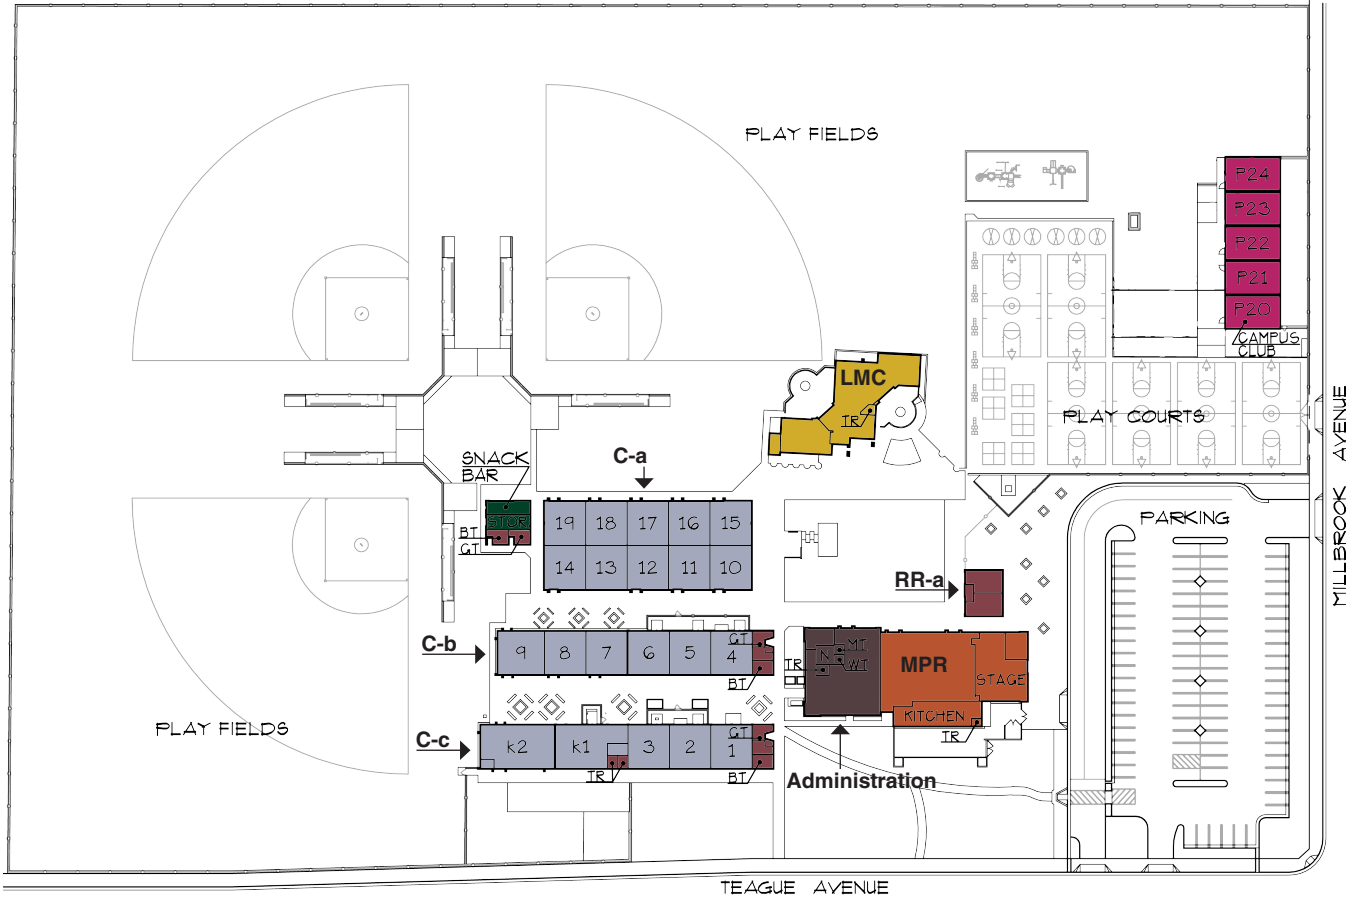 PLAY FIELDS
P24
P23
P22
P21
P20
CAMPUS
CLUB
LMC
TR
PLAY COURTS
MILLBROOK AVENUE
SNACK
BAR
C-a
STOR
BT
GT
19 18 17 16 15
14 13 12 11 10
PARKING
RR-a
C-b
9 8 7 6 5 4
GT
BT
TR
N
MT
WT
MPR
STAGE
KITCHEN
TR
PLAY FIELDS
C-c
k2 k1 3 2 1
GT
TR
BT
Administration
TEAGUE AVENUE